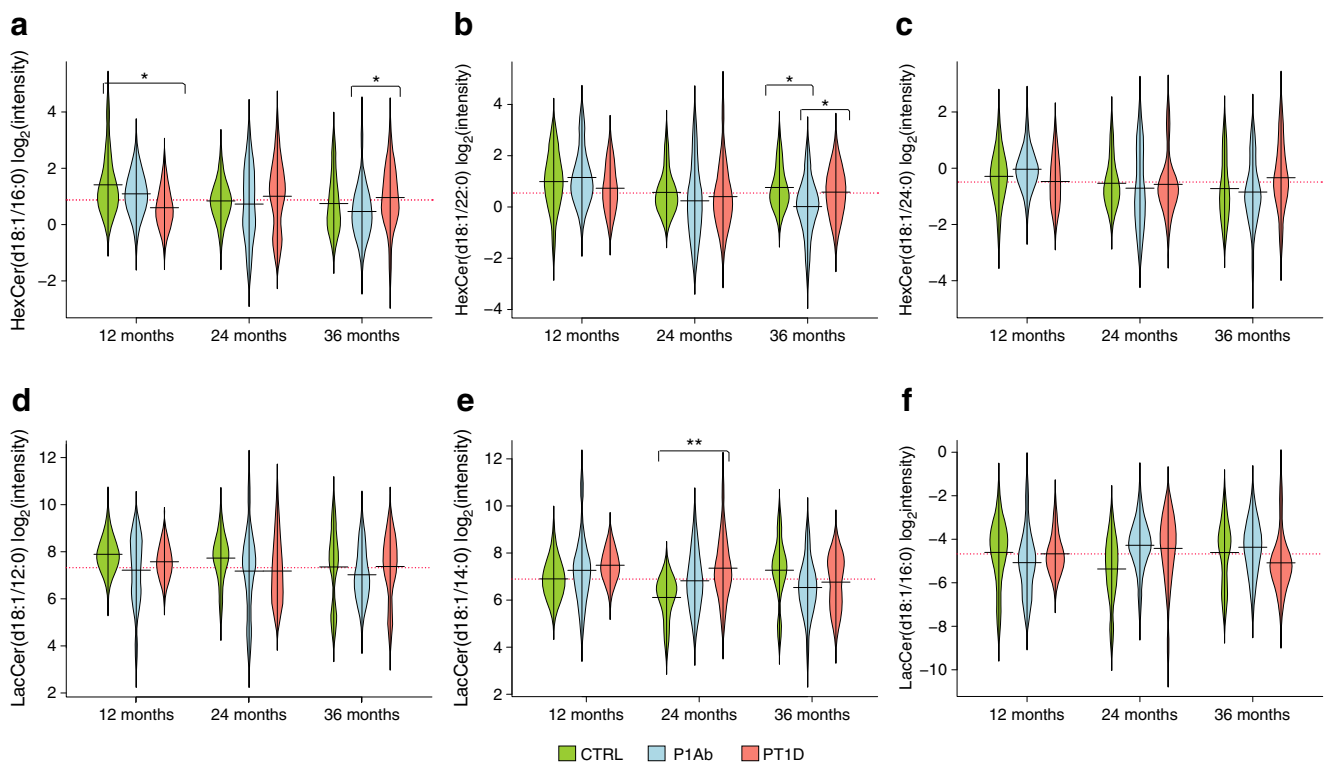 a
HexCer(d18:1/16:0) log2(intensity)
4
2
0
−2
*
*
12 months
24 months
36 months
b
HexCer(d18:1/22:0) log2(intensity)
4
2
0
−2
−4
*
*
12 months
24 months
36 months
c
HexCer(d18:1/24:0) log2(intensity)
2
0
−2
−4
12 months
24 months
36 months
d
LacCer(d18:1/12:0) log2(intensity)
12
10
8
6
4
2
12 months
24 months
36 months
e
LacCer(d18:1/14:0) log2(intensity)
12
10
8
6
4
2
**
12 months
24 months
36 months
f
LacCer(d18:1/16:0) log2intensity)
0
−2
−4
−6
−8
−10
12 months
24 months
36 months
CTRL P1Ab PT1D